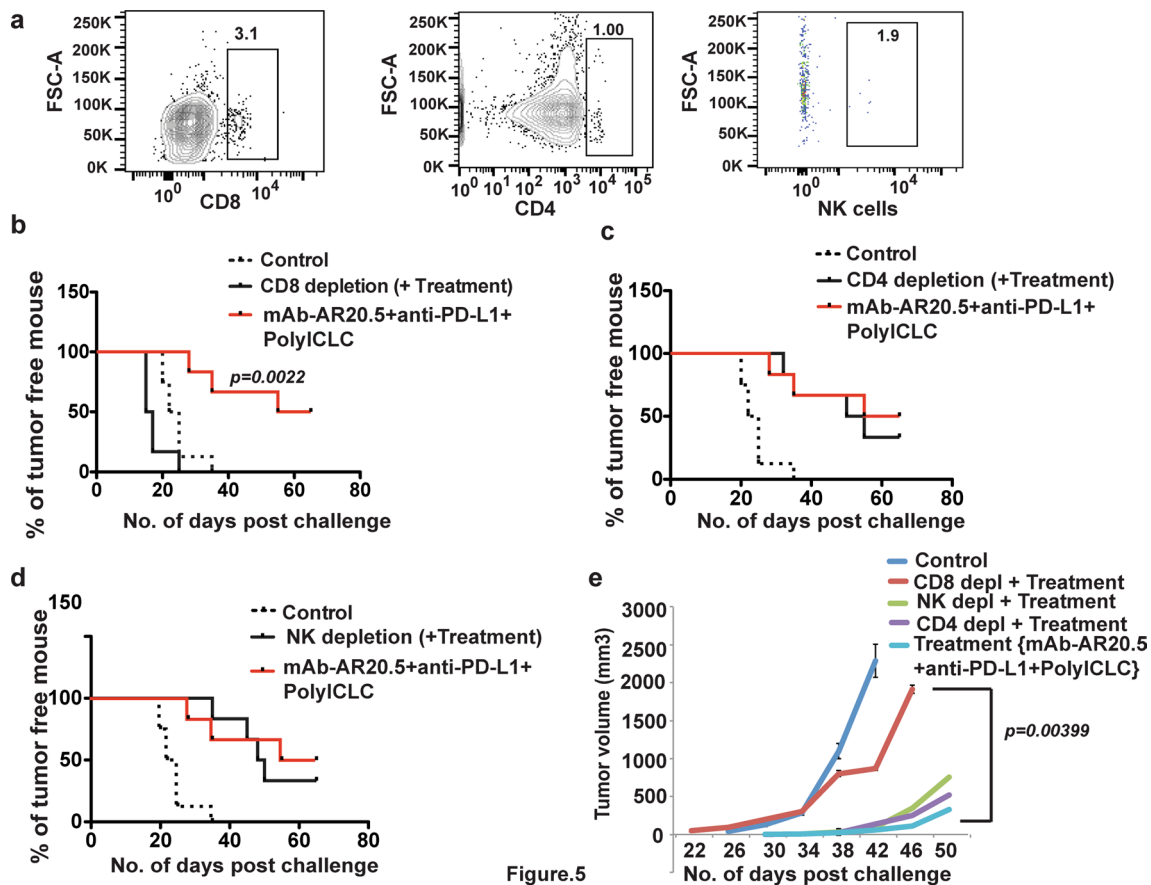 a
3.1
FSC-A
250K
200K
150K
100K
50K
0K
10^0 10^4
CD8
1.00
FSC-A
250K
200K
150K
100K
50K
0K
10^0 10^1 10^2 10^3 10^4 10^5
CD4
1.9
FSC-A
250K
200K
150K
100K
50K
0K
10^0 10^4
NK cells
b
Control
CD8 depletion (+ Treatment)
mAb-AR20.5+anti-PD-L1+
PolyICLC
% of tumor free mouse
150
100
50
0
p=0.0022
0 20 40 60 80
No. of days post challenge
c
Control
CD4 depletion (+Treatment)
mAb-AR20.5+anti-PD-L1+
PolyICLC
% of tumor free mouse
150
100
50
0
0 20 40 60 80
No. of days post challenge
d
Control
NK depletion (+Treatment)
mAb-AR20.5+anti-PD-L1+
PolyICLC
% of tumor free mouse
150
100
50
0
0 20 40 60 80
No. of days post challenge
e
Control
CD8 depl + Treatment
NK depl + Treatment
CD4 depl + Treatment
Treatment {mAb-AR20.5
+anti-PD-L1+PolyICLC}
Tumor volume (mm3)
3000
2500
2000
1500
1000
500
0
p=0.00399
22 26 30 34 38 42 46 50
No. of days post challenge
Figure.5